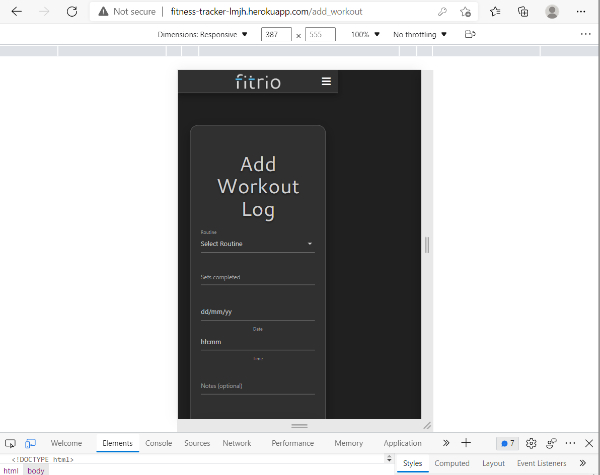 Not secure | fitness-tracker-lmjh.herokuapp.com/add_workout
Dimensions: Responsive 387 × 555 100% No throttling
fitrio
Add
Workout
Log
Routine
Select Routine
Sets completed
dd/mm/yy
Date
hh:mm
Notes (optional)
Welcome Elements Console Sources Network Performance Memory Application 7
<!DOCTYPE html>
html body
Styles Computed Layout Event Listeners